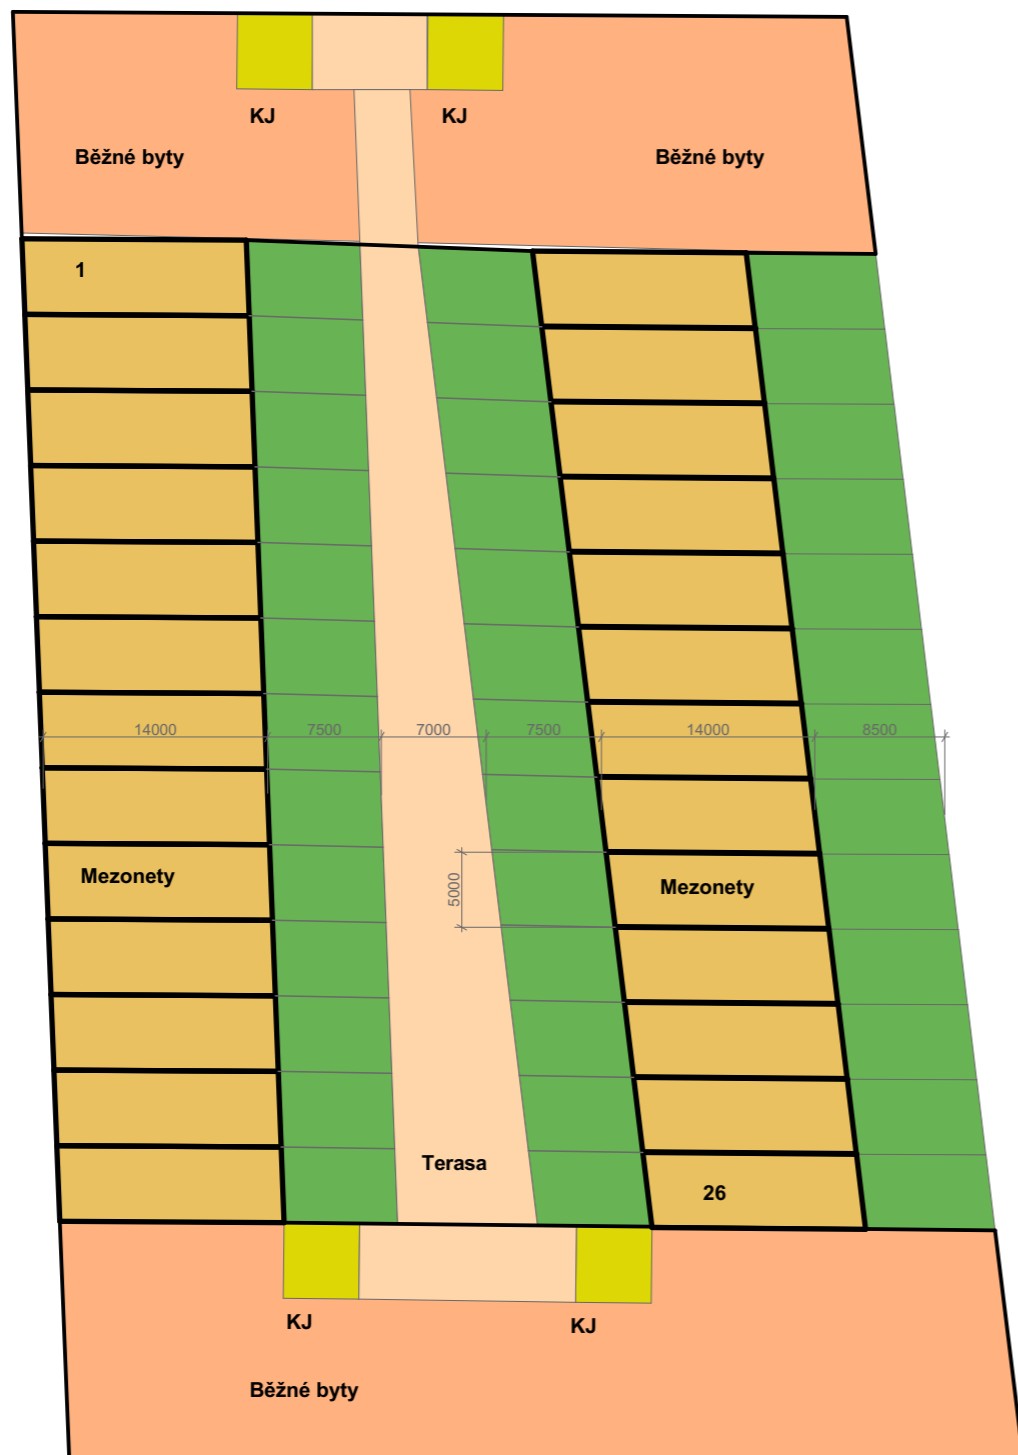 KJ KJ
Běžné byty Běžné byty
1
14000 7500 7000 7500 14000 8500
5000
Mezonety Mezonety
Terasa
26
KJ KJ
Běžné byty